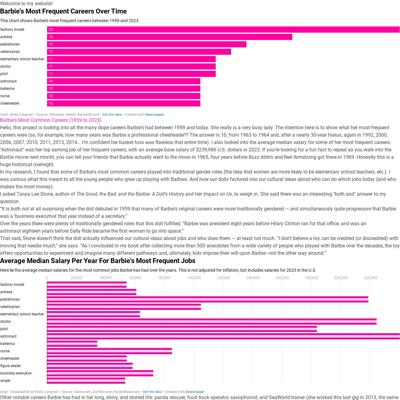 Welcome to my website!
Barbie's Most Frequent Careers Over Time
This chart shows Barbie's most frequent careers between 1959 and 2023.
fashion model
actress
pediatrician
veterinarian
elementary school teacher
doctor
pilot
astronaut
ballerina
nurse
cheerleader
Barbie's Most Common Careers (1959 to 2023)
Hello, this project is looking into all the many dope careers Barbie's had between 1959 and today. She really is a very busy lady. The intention here is to show what her most frequent
careers were (so, for example, how many years was Barbie a professional cheerleader? The answer is 10, from 1963 to 1964 and, after a nearly 30-year hiatus, again in 1992, 2000,
2006, 2007, 2010, 2011, 2013, 2014... I'm confident her basket toss was flawless that entire time). I also looked into the average median salary for some of her most frequent careers.
"Astronaut" was her top earning job of her frequent careers, with an average base salary of $239,986 U.S. dollars in 2023. If you're looking for a fun fact to repeat as you walk into the
Barbie movie next month, you can tell your friends that Barbie actually went to the moon in 1965, four years before Buzz Aldrin and Neil Armstrong got there in 1969. Honestly this is a
huge historical oversight.
In my research, I found that some of Barbie's most common careers played into traditional gender roles (the idea that women are more likely to be elementary school teachers, etc.). I
was curious what this meant to all the young people who grew up playing with Barbies. And how our dolls factored into our cultural ideas about who can do which jobs today (and who
makes the most money).
I asked Tanya Lee Stone, author of The Good, the Bad, and the Barbie: A Doll's History and Her Impact on Us, to weigh in. She said there was an interesting "both and" answer to my
question.
"It is both not at all surprising when the doll debuted in 1959 that many of Barbie's original careers were more traditionally gendered — and simultaneously quite progressive that Barbie
was a 'business executive' that year instead of a secretary."
Over the years there were plenty of traditionally gendered roles that this doll fulfilled, "Barbie was president eight years before Hilary Clinton ran for that office, and was an
astronaut eighteen years before Sally Ride became the first woman to go into space."
That said, Stone doesn't think the doll actively influenced our cultural ideas about jobs and who does them — at least not much. "I don't believe a toy can be credited (or discredited) with
moving that needle much," she says. "As I concluded in my book after collecting more than 500 anecdotes from a wide variety of people who played with Barbie over the decades, the toy
offers opportunities to experiment and imagine many different pathways and, ultimately, kids impose their will upon Barbie—not the other way around."
Average Median Salary Per Year For Barbie's Most Frequent Jobs
Here're the average median salaries for the most common jobs Barbie has had over the years. This is not adjusted for inflation, but includes salaries for 2023 in the U.S.
fashion model
actress
pediatrician
veterinarian
elementary school teacher
doctor
pilot
astronaut
ballerina
nurse
cheerleader
figure skater
business executive
singer
Other notable careers Barbie has had in her long, shiny, and storied life: panda rescuer, food truck operator, saxophonist, and SeaWorld trainer (she worked this last gig in 2013, the same